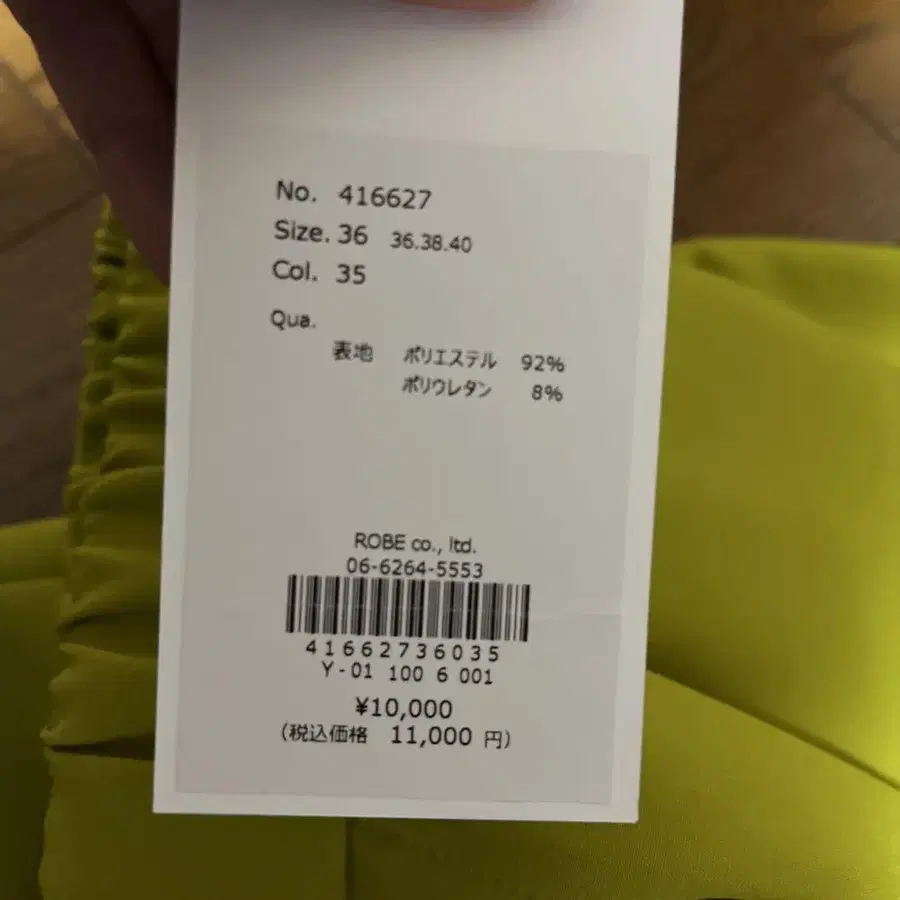 No. 416627
Size. 36 36.38.40
Col. 35
Qua.
表地 ポリエステル 92%
ポリウレタン 8%
ROBE co., ltd.
06-6264-5553
41662736035
Y-01 100 6 001
¥10,000
(税込価格 11,000 円)